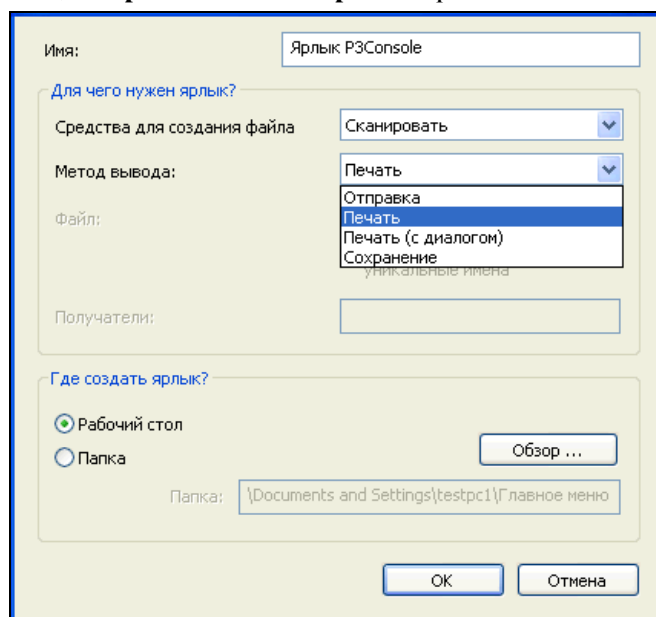 Имя: Ярлык P3Console
Для чего нужен ярлык?
Средства для создания файла Сканировать
Метод вывода: Печать
Отправка
Печать
Файл:
Печать (с диалогом)
Сохранение
уникальные имена
Получатели:
Где создать ярлык?
Рабочий стол
Папка Обзор ...
Папка: \Documents and Settings\testpc1\Главное меню
OK Отмена